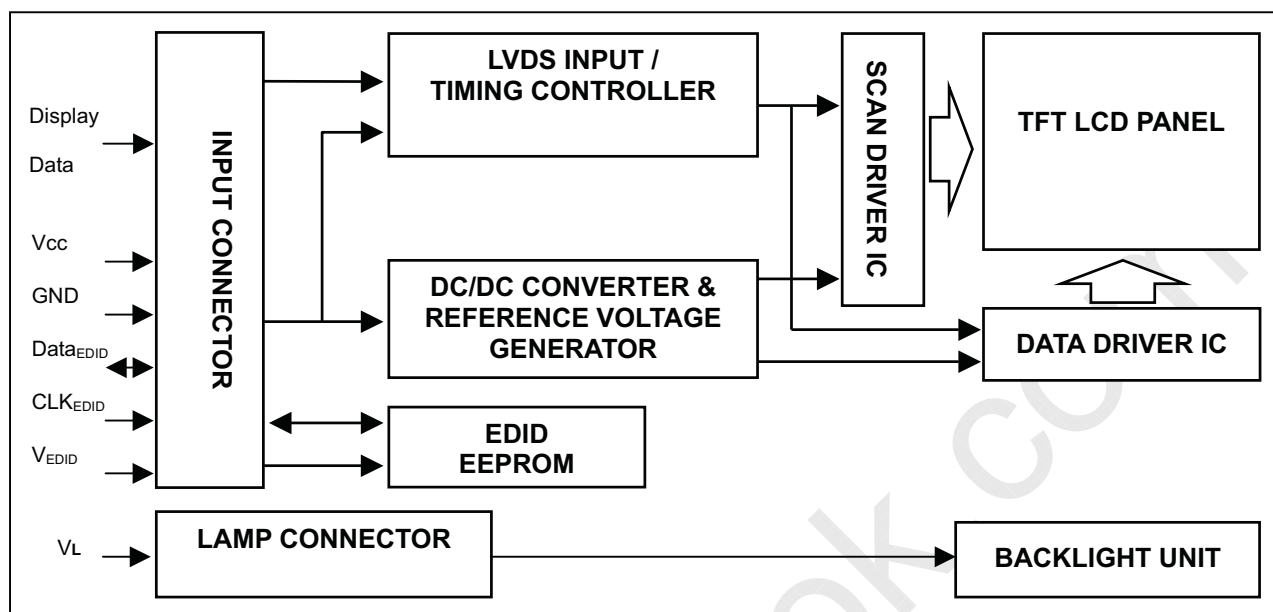 Display
Data
Vcc
GND
DataEDID
CLKEDID
VEDID
VL
INPUT CONNECTOR
LVDS INPUT /
TIMING CONTROLLER
DC/DC CONVERTER &
REFERENCE VOLTAGE
GENERATOR
EDID
EEPROM
LAMP CONNECTOR
SCAN DRIVER IC
TFT LCD PANEL
DATA DRIVER IC
BACKLIGHT UNIT